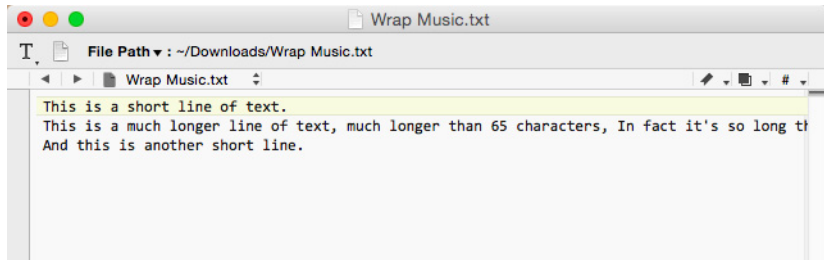 Wrap Music.txt
T File Path ▾ : ~/Downloads/Wrap Music.txt
Wrap Music.txt #
This is a short line of text.
This is a much longer line of text, much longer than 65 characters, In fact it's so long
And this is another short line.